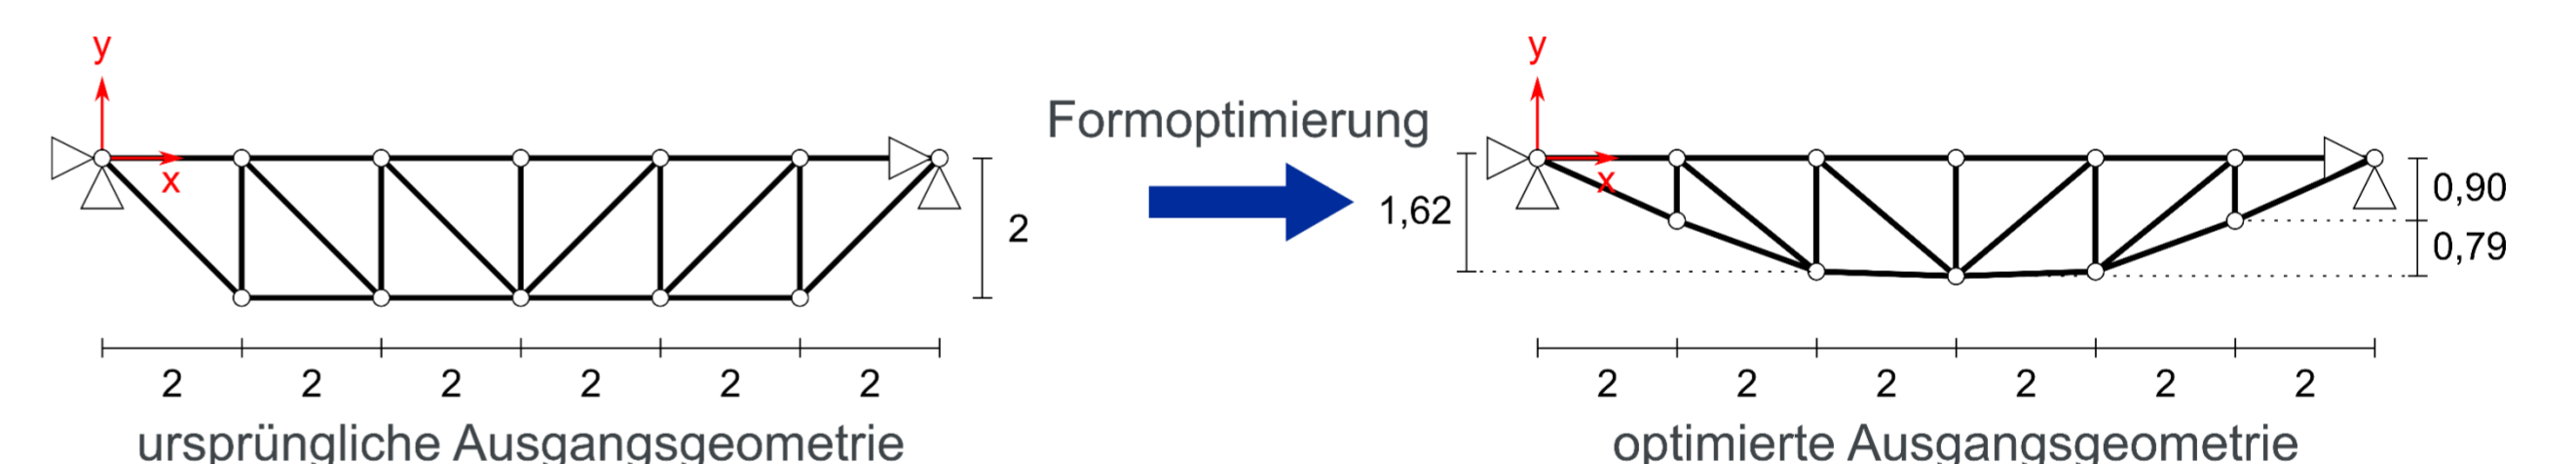 y
x
2
2 2 2 2 2 2
ursprüngliche Ausgangsgeometrie
Formoptimierung
y
x
1,62
0,90
0,79
2 2 2 2 2 2
optimierte Ausgangsgeometrie